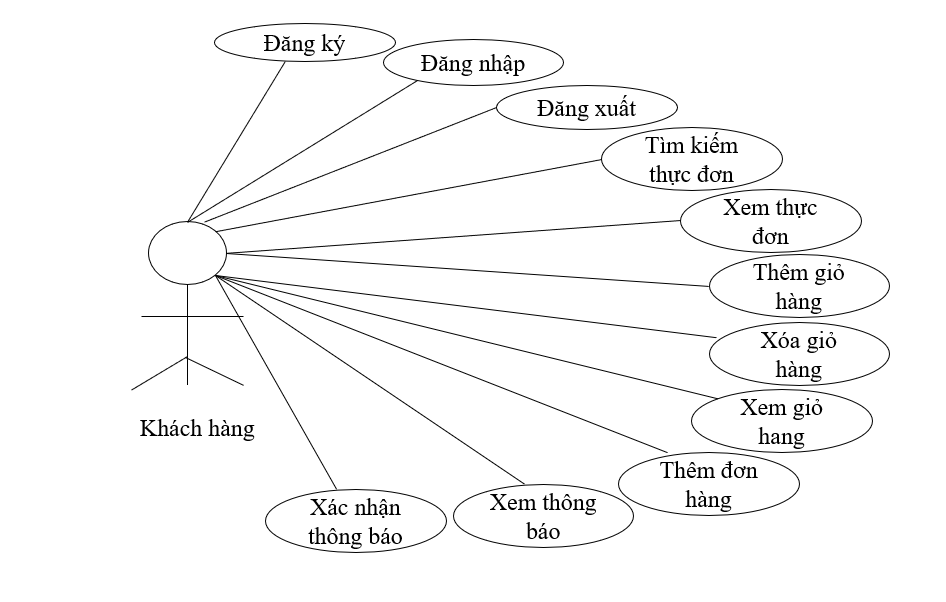 Đăng ký
Đăng nhập
Đăng xuất
Tìm kiếm
thực đơn
Xem thực
đơn
Thêm giỏ
hàng
Xóa giỏ
hàng
Xem giỏ
hang
Thêm đơn
hàng
Xem thông
báo
Xác nhận
thông báo
Khách hàng